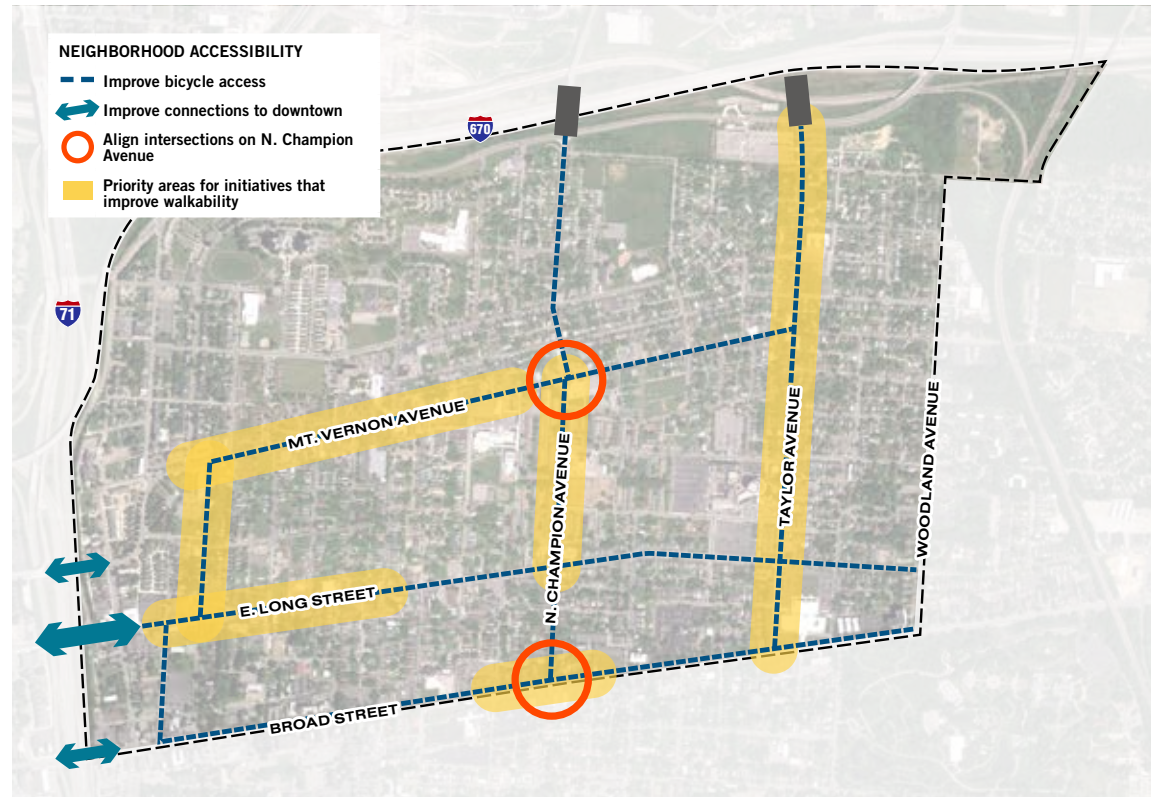 NEIGHBORHOOD ACCESSIBILITY
Improve bicycle access
Improve connections to downtown
Align intersections on N. Champion
Avenue
Priority areas for initiatives that
improve walkability
670
71
MT. VERNON AVENUE
N. CHAMPION AVENUE
TAYLOR AVENUE
WOODLAND AVENUE
E. LONG STREET
BROAD STREET